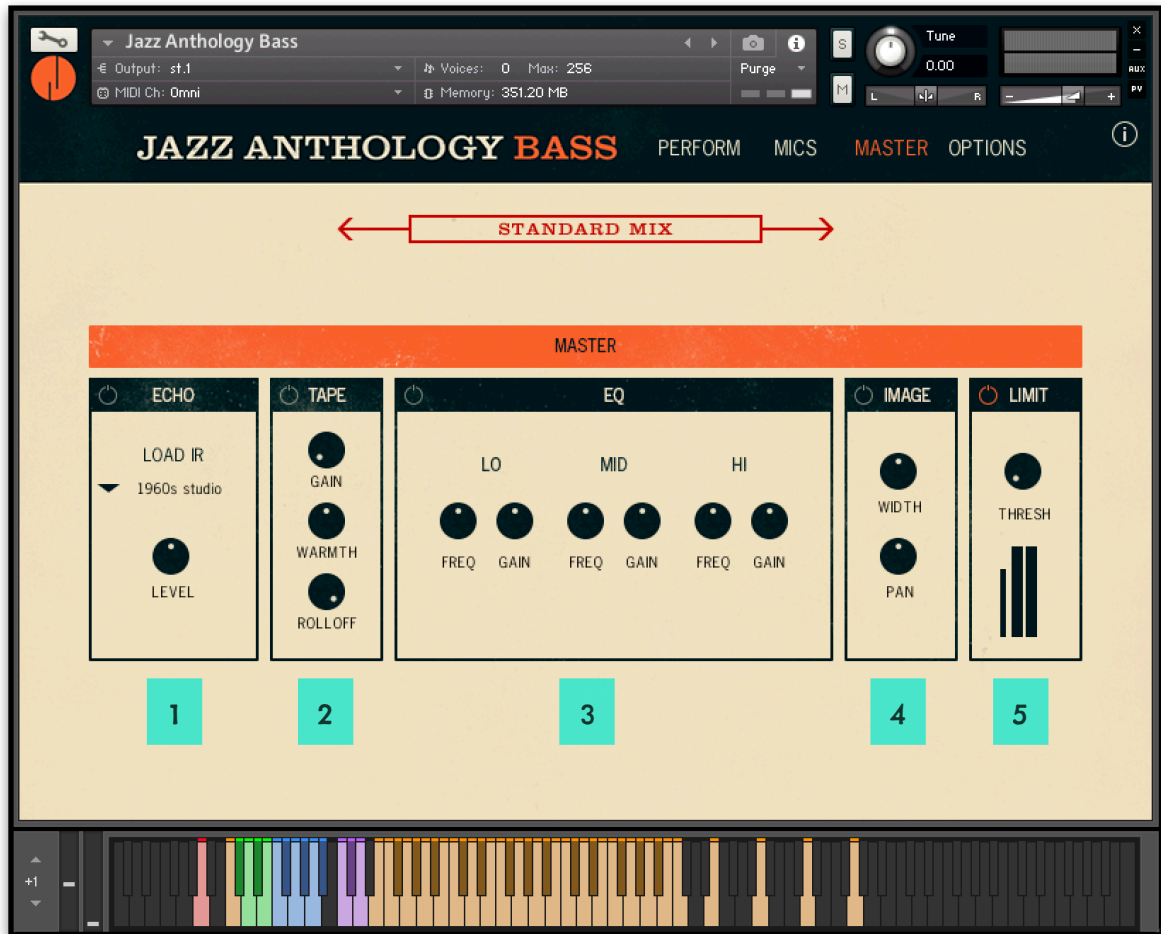 Jazz Anthology Bass
Output: st.1
Voices: 0 Max: 256
Purge
MIDI Ch: Omni
Memory: 351.20 MB
S
M
Tune
0.00
L R
- +
×
–
AUX
PV
JAZZ ANTHOLOGY BASS
PERFORM MICS MASTER OPTIONS
i
STANDARD MIX
MASTER
ECHO
LOAD IR
1960s studio
LEVEL
TAPE
GAIN
WARMTH
ROLLOFF
EQ
LO MID HI
FREQ GAIN FREQ GAIN FREQ GAIN
IMAGE
WIDTH
PAN
LIMIT
THRESH
1 2 3 4 5
+1